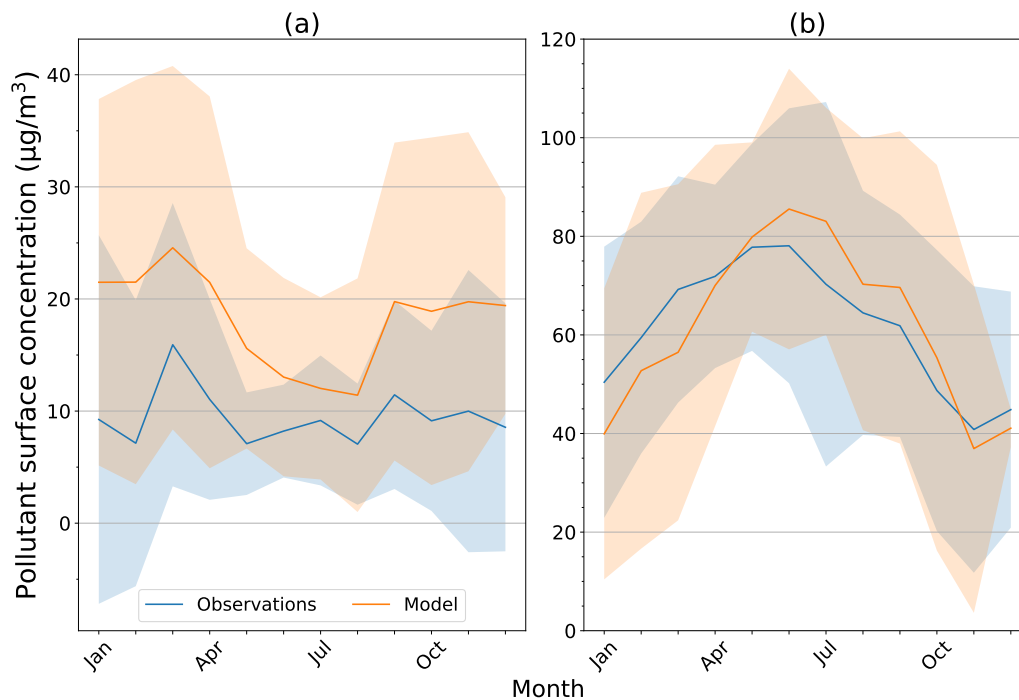 (a) (b)
Pollutant surface concentration (µg/m³)
40
30
20
10
0
Observations Model
Jan Apr Jul Oct
120
100
80
60
40
20
0
Jan Apr Jul Oct
Month